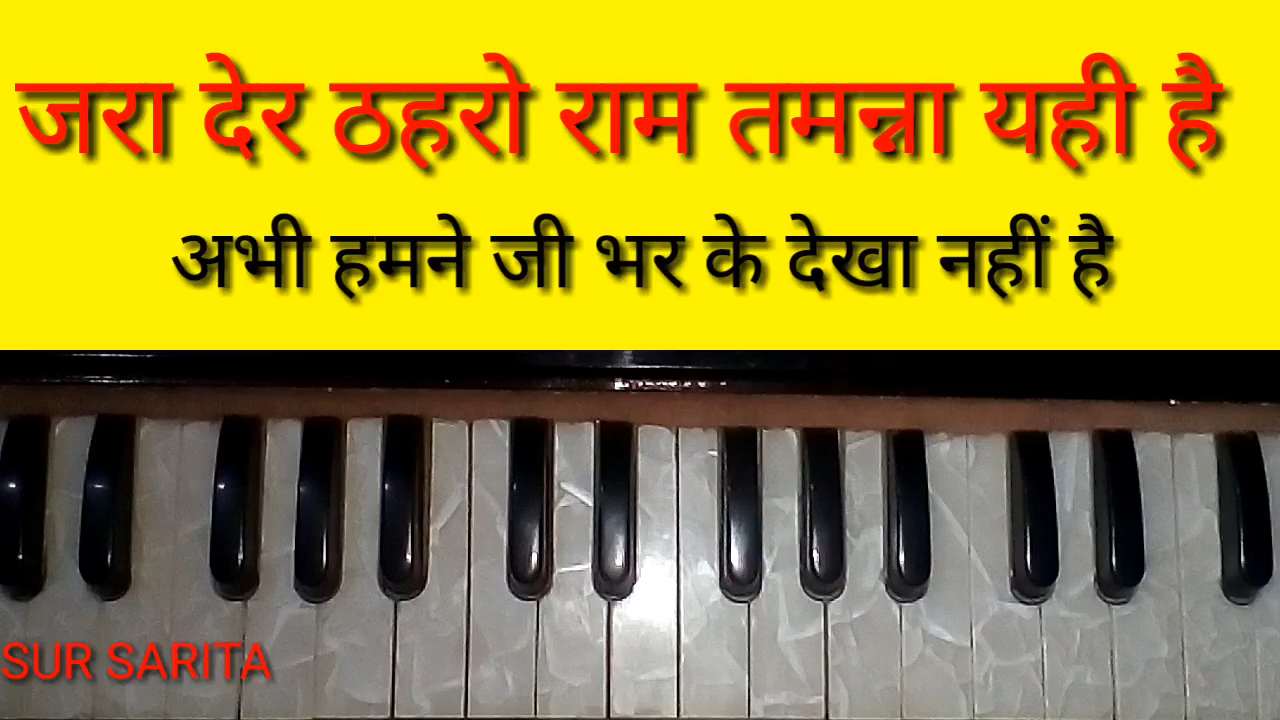 जरा देर ठहरो राम तमन्ना यही है
अभी हमने जी भर के देखा नहीं है
SUR SARITA